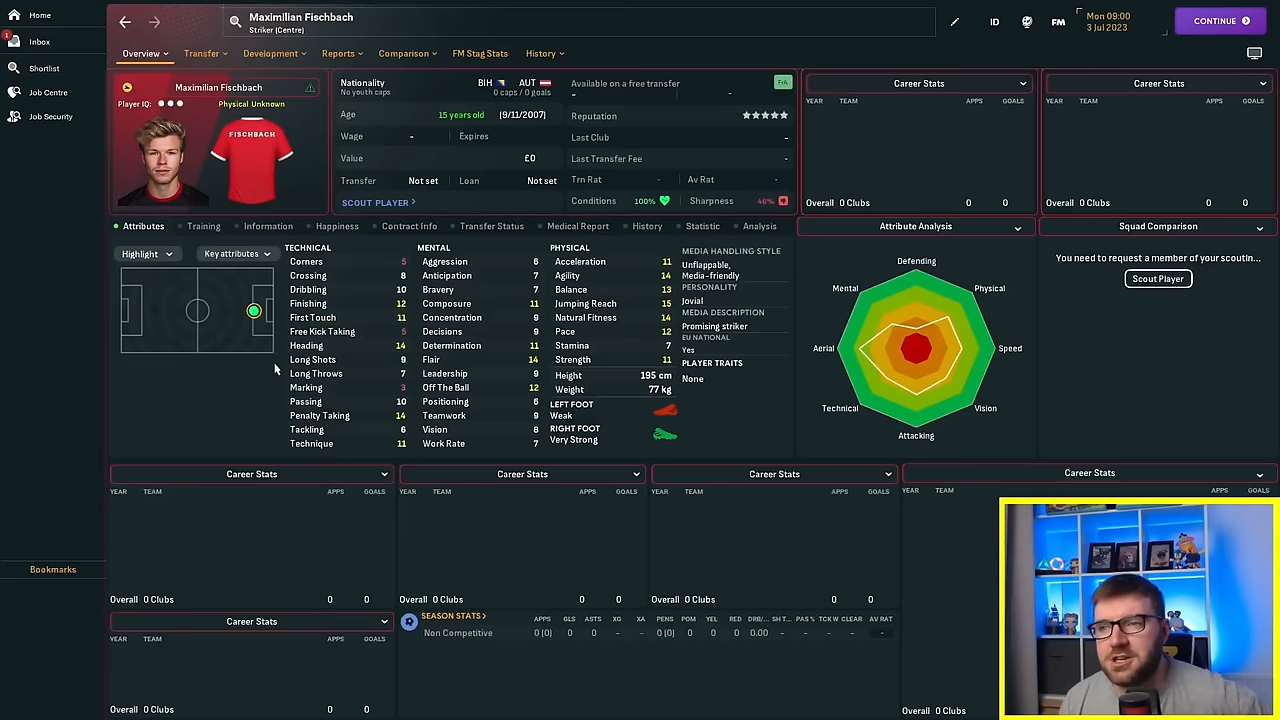 Home
1
Inbox
Shortlist
Job Centre
Job Security
Bookmarks
Maximilian Fischbach
Striker (Centre)
ID
FM
Mon 09:00
3 Jul 2023
CONTINUE
Overview
Transfer
Development
Reports
Comparison
FM Stag Stats
History
Maximilian Fischbach
Player IQ:
Physical Unknown
FISCHBACH
Nationality
No youth caps
BIH AUT
0 caps / 0 goals
Age 15 years old (9/11/2007)
Wage - Expires
Value £0
Transfer Not set Loan Not set
SCOUT PLAYER >
Available on a free transfer FrA
- -
Reputation
Last Club -
Last Transfer Fee -
Trn Rat - Av Rat -
Conditions 100% Sharpness 46%
Career Stats
YEAR TEAM APPS GOALS
Overall 0 Clubs 0 0
Career Stats
YEAR TEAM APPS GOALS
Overall 0 Clubs 0 0
Attributes
Training
Information
Happiness
Contract Info
Transfer Status
Medical Report
History
Statistic
Analysis
Highlight
Key attributes
TECHNICAL
Corners 5
Crossing 8
Dribbling 10
Finishing 12
First Touch 11
Free Kick Taking 5
Heading 14
Long Shots 9
Long Throws 7
Marking 3
Passing 10
Penalty Taking 14
Tackling 6
Technique 11
MENTAL
Aggression 6
Anticipation 7
Bravery 7
Composure 11
Concentration 9
Decisions 9
Determination 11
Flair 14
Leadership 9
Off The Ball 12
Positioning 6
Teamwork 9
Vision 8
Work Rate 7
PHYSICAL
Acceleration 11
Agility 14
Balance 13
Jumping Reach 15
Natural Fitness 14
Pace 12
Stamina 7
Strength 11
Height 195 cm
Weight 77 kg
LEFT FOOT
Weak
RIGHT FOOT
Very Strong
MEDIA HANDLING STYLE
Unflappable,
Media-friendly
PERSONALITY
Jovial
MEDIA DESCRIPTION
Promising striker
EU NATIONAL
Yes
PLAYER TRAITS
None
Attribute Analysis
Defending
Mental
Physical
Aerial
Speed
Technical
Vision
Attacking
Squad Comparison
You need to request a member of your scoutin...
Scout Player
Career Stats
YEAR TEAM APPS GOALS
Overall 0 Clubs 0 0
Career Stats
YEAR TEAM APPS GOALS
Overall 0 Clubs 0 0
Career Stats
YEAR TEAM APPS GOALS
Overall 0 Clubs 0 0
Career Stats
YEAR TEAM APPS GOALS
Overall 0 Clubs
Career Stats
YEAR TEAM APPS GOALS
Overall 0 Clubs 0 0
SEASON STATS > APPS GLS ASTS XG XA PENS POM YEL RED DRB/... SH T... PAS % TCK W CLEAR AV RAT
Non Competitive 0 (0) 0 0 - - 0 (0) 0 0 0 0.00 - - - - -